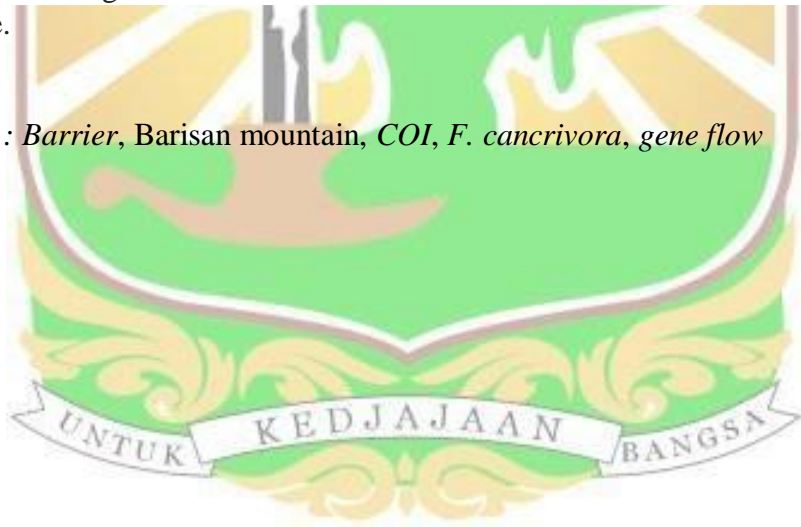 e.
: Barrier, Barisan mountain, COI, F. cancrivora, gene flow
UNTUK KEDJAJAAN BANGSA